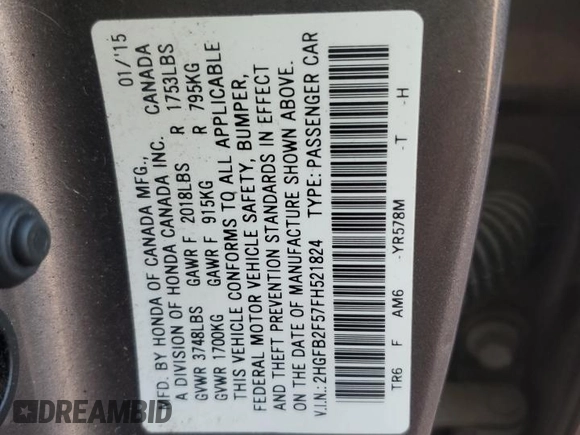 MFD. BY HONDA OF CANADA MFG., 01/'15
A DIVISION OF HONDA CANADA INC. CANADA
GVWR 3748LBS GAWR F 2018LBS R 1753LBS
GVWR 1700KG GAWR F 915KG R 795KG
THIS VEHICLE CONFORMS TO ALL APPLICABLE
FEDERAL MOTOR VEHICLE SAFETY, BUMPER,
AND THEFT PREVENTION STANDARDS IN EFFECT
ON THE DATE OF MANUFACTURE SHOWN ABOVE.
V.I.N.: 2HGFB2F57FH521824 TYPE: PASSENGER CAR
TR6 F AM6 -YR578M -T -H
DREAMBID